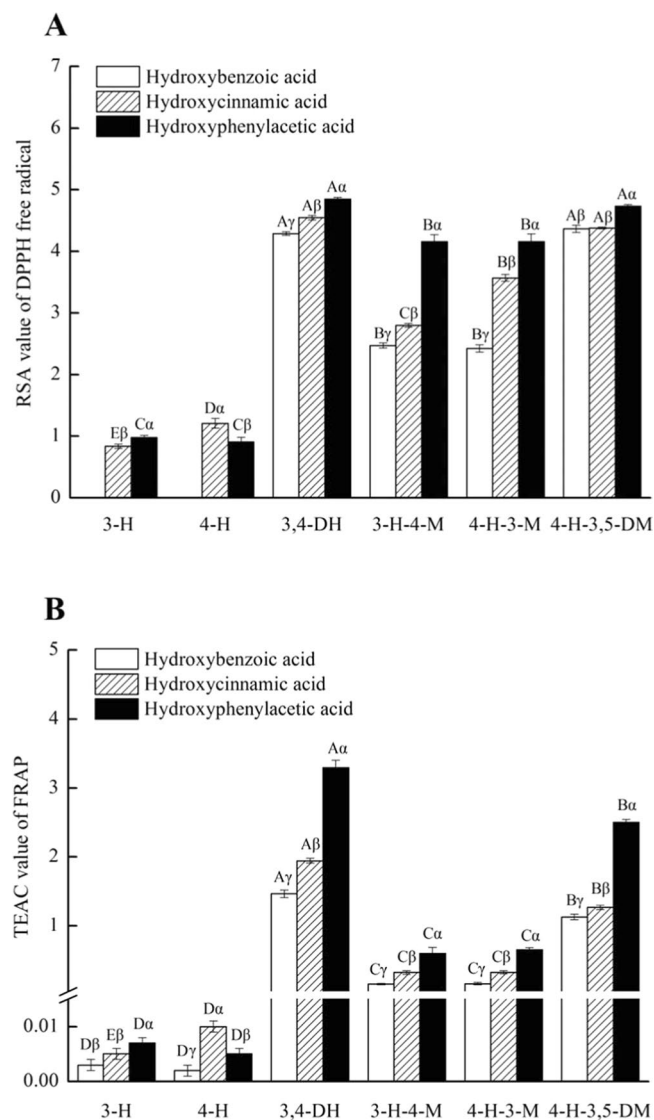 A
7
6
5
4
3
2
1
0
RSA value of DPPH free radical
Hydroxybenzoic acid
Hydroxycinnamic acid
Hydroxyphenylacetic acid
Eβ Cα
Dα Cβ
Aγ Aβ Aα
Bγ Cβ Bα
Bγ Bβ Bα
Aβ Aβ Aα
3-H 4-H 3,4-DH 3-H-4-M 4-H-3-M 4-H-3,5-DM
B
5
4
3
2
1
0.01
0.00
TEAC value of FRAP
Hydroxybenzoic acid
Hydroxycinnamic acid
Hydroxyphenylacetic acid
Dβ Eβ Dα
Dγ Dα Dβ
Aγ Aβ Aα
Cγ Cβ Cα
Cγ Cβ Cα
Bγ Bβ Bα
3-H 4-H 3,4-DH 3-H-4-M 4-H-3-M 4-H-3,5-DM